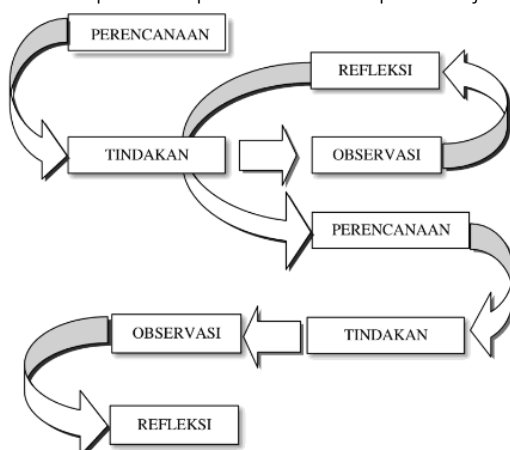 PERENCANAAN
REFLEKSI
TINDAKAN
OBSERVASI
PERENCANAAN
OBSERVASI
TINDAKAN
REFLEKSI